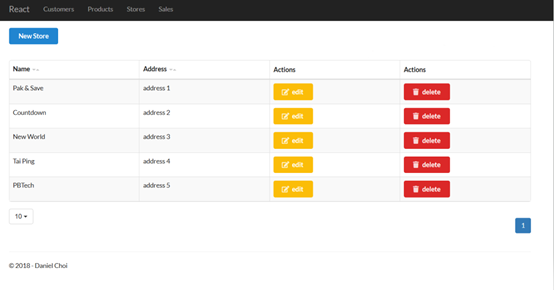 React Customers Products Stores Sales
New Store
Name Address Actions Actions
Pak & Save address 1 edit delete
Countdown address 2 edit delete
New World address 3 edit delete
Tai Ping address 4 edit delete
PBTech address 5 edit delete
10
1
© 2018 - Daniel Choi